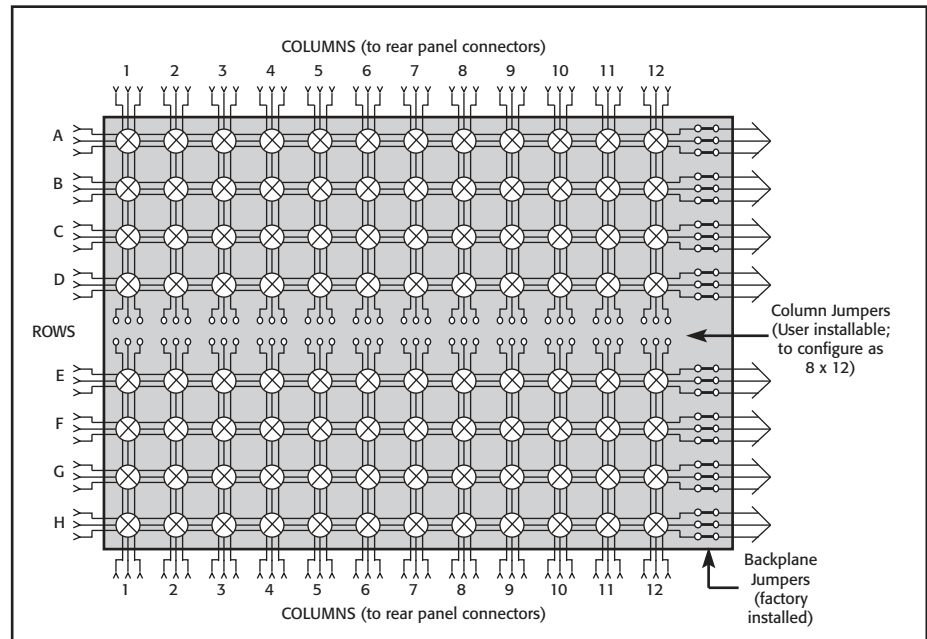 COLUMNS (to rear panel connectors)
1 2 3 4 5 6 7 8 9 10 11 12
A
B
C
D
ROWS
Column Jumpers
(User installable;
to configure as
8 x 12)
E
F
G
H
1 2 3 4 5 6 7 8 9 10 11 12
COLUMNS (to rear panel connectors)
Backplane
Jumpers
(factory
installed)